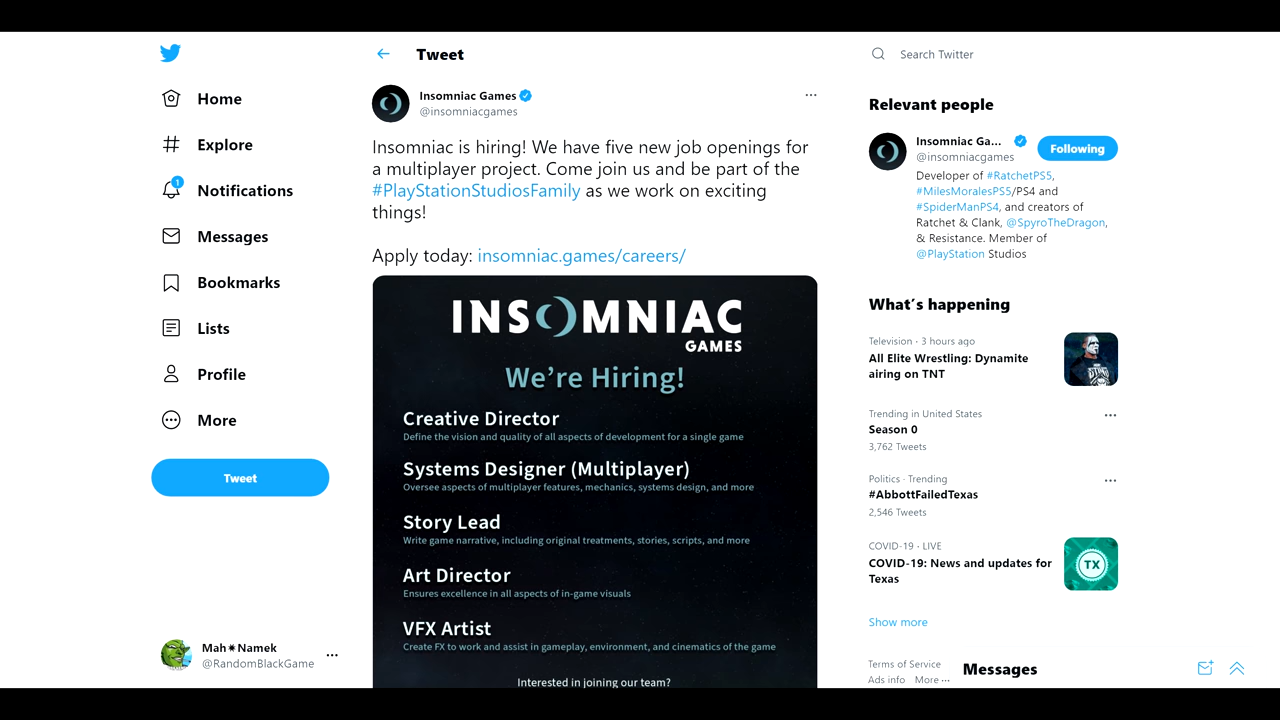 Home
Explore
1
Notifications
Messages
Bookmarks
Lists
Profile
More
Tweet
Mah✷Namek
@RandomBlackGame
Tweet
Insomniac Games
@insomniacgames
Insomniac is hiring! We have five new job openings for
a multiplayer project. Come join us and be part of the
#PlayStationStudiosFamily as we work on exciting
things!
Apply today: insomniac.games/careers/
INSOMNIAC
GAMES
We're Hiring!
Creative Director
Define the vision and quality of all aspects of development for a single game
Systems Designer (Multiplayer)
Oversee aspects of multiplayer features, mechanics, systems design, and more
Story Lead
Write game narrative, including original treatments, stories, scripts, and more
Art Director
Ensures excellence in all aspects of in-game visuals
VFX Artist
Create FX to work and assist in gameplay, environment, and cinematics of the game
Interested in joining our team?
Search Twitter
Relevant people
Insomniac Ga...
@insomniacgames
Following
Developer of #RatchetPS5,
#MilesMoralesPS5/PS4 and
#SpiderManPS4, and creators of
Ratchet & Clank, @SpyroTheDragon,
& Resistance. Member of
@PlayStation Studios
What's happening
Television · 3 hours ago
All Elite Wrestling: Dynamite
airing on TNT
Trending in United States
Season 0
3,762 Tweets
Politics · Trending
#AbbottFailedTexas
2,546 Tweets
COVID-19 · LIVE
COVID-19: News and updates for
Texas
TX
Show more
Terms of Service
Ads info More ···
Messages